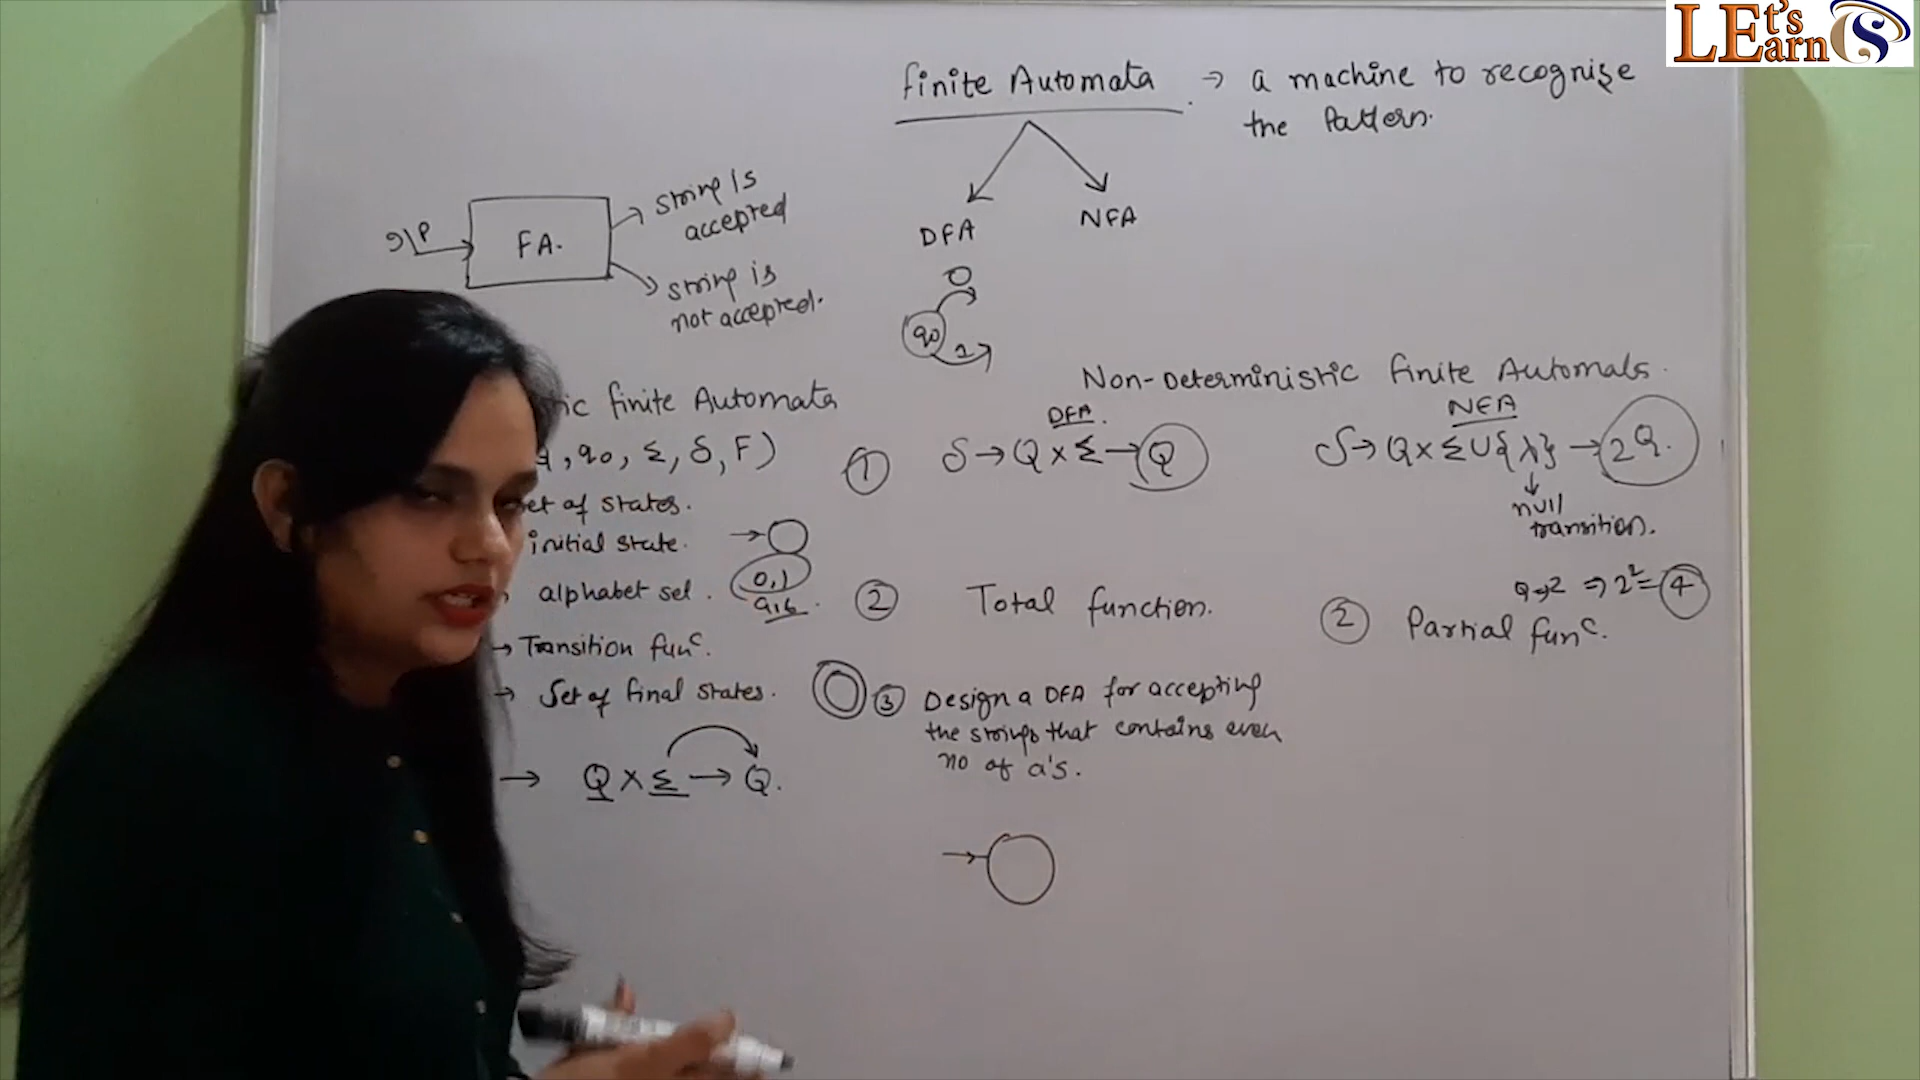 LEt's
Earn CS
finite Automata → a machine to recognise
the Pattern.
DFA
NFA
I/P
FA.
string is
accepted
string is
not accepted.
0
q0
1
ic finite Automata
, q0, Σ, δ, F)
set of states.
initial state.
alphabet set.
0,1
a,b.
→ Transition funᶜ.
→ Set of final states.
→ Q × Σ → Q.
Non-Deterministic finite Automata.
DFA.
① δ → Q × Σ → Q
NFA
δ → Q × Σ ∪ {λ} → 2Q.
↓
null
transition.
② Total function.
Q→2 ⇒ 2² = 4
② Partial funᶜ.
③ Design a DFA for accepting
the strings that contains even
no of a's.